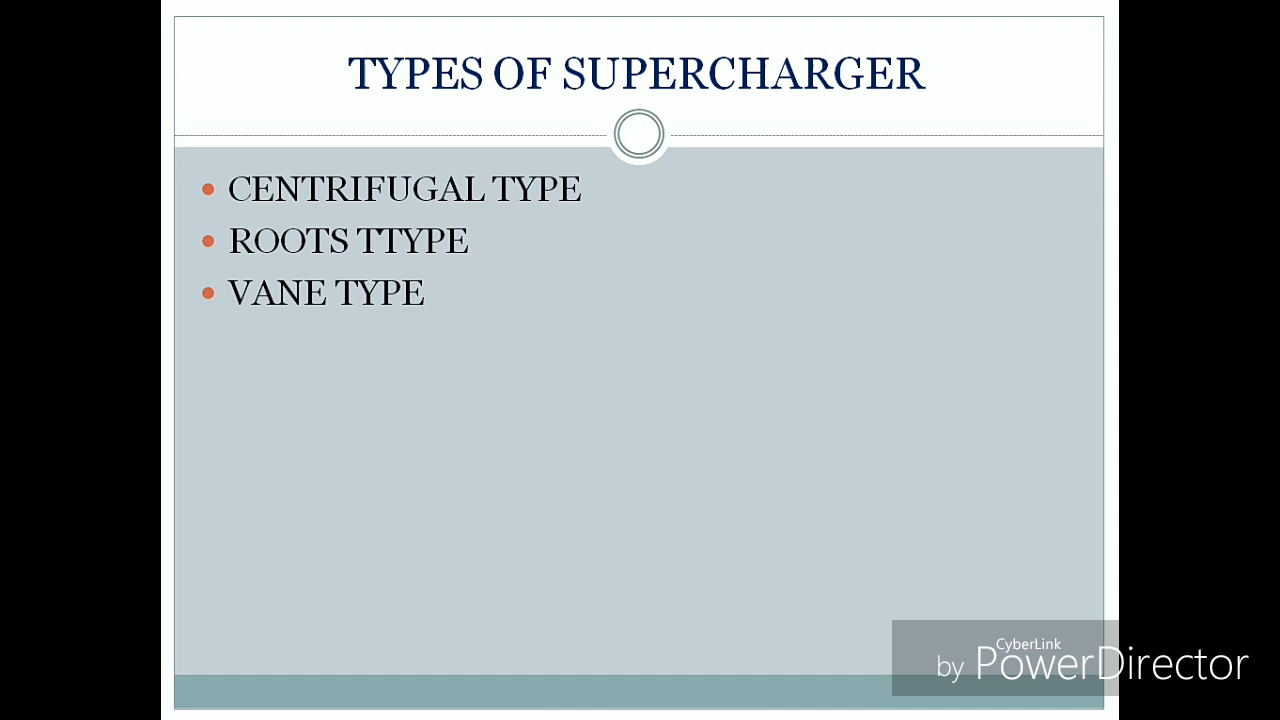 TYPES OF SUPERCHARGER
CENTRIFUGAL TYPE
ROOTS TTYPE
VANE TYPE
CyberLink
by PowerDirector